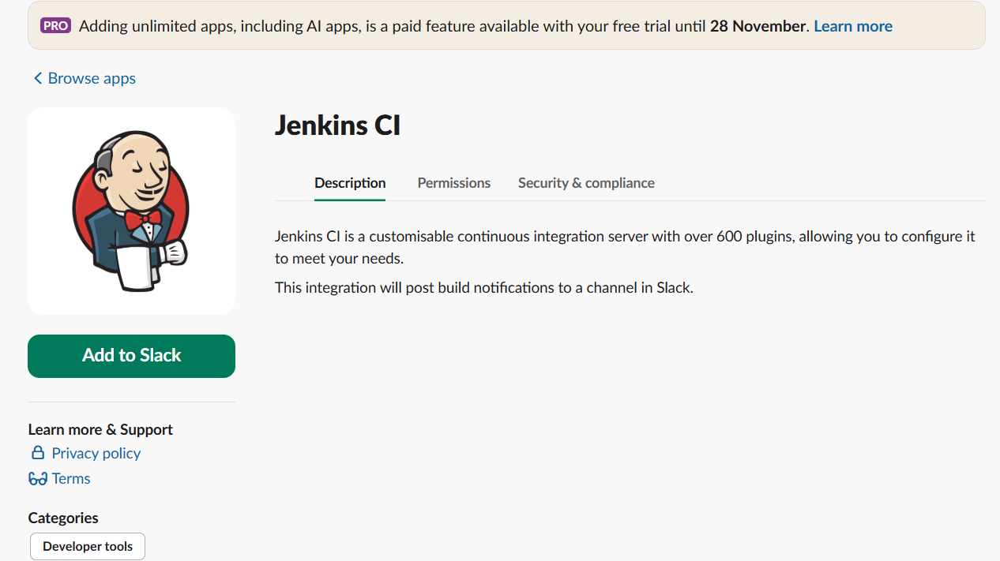 PRO Adding unlimited apps, including AI apps, is a paid feature available with your free trial until 28 November. Learn more
Browse apps
Jenkins CI
Description Permissions Security & compliance
Jenkins CI is a customisable continuous integration server with over 600 plugins, allowing you to configure it
to meet your needs.
This integration will post build notifications to a channel in Slack.
Add to Slack
Learn more & Support
Privacy policy
Terms
Categories
Developer tools